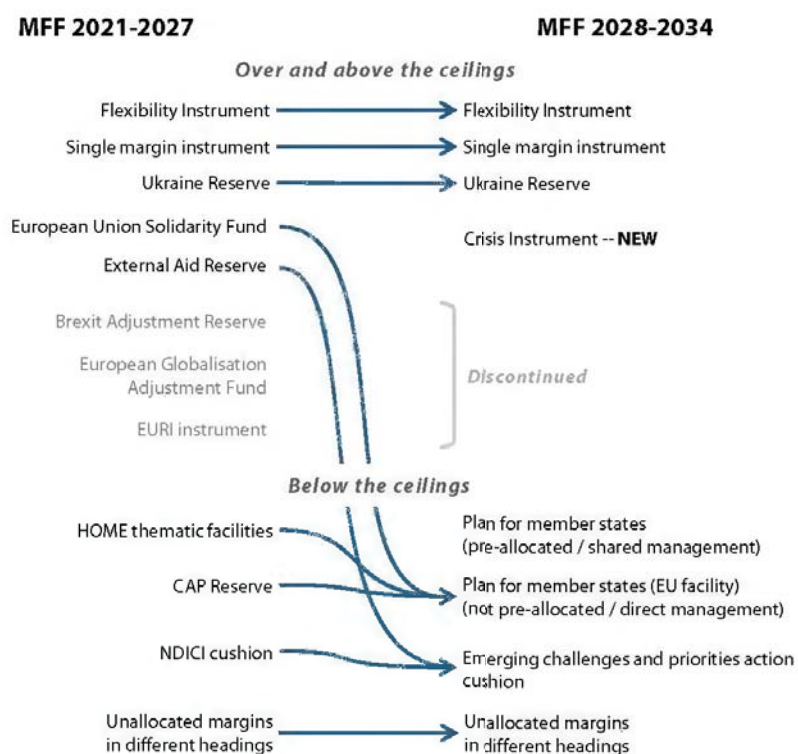 MFF 2021-2027
MFF 2028-2034
Over and above the ceilings
Flexibility Instrument
Flexibility Instrument
Single margin instrument
Single margin instrument
Ukraine Reserve
Ukraine Reserve
European Union Solidarity Fund
Crisis Instrument -- NEW
External Aid Reserve
Brexit Adjustment Reserve
European Globalisation
Adjustment Fund
Discontinued
EURI instrument
Below the ceilings
HOME thematic facilities
Plan for member states
(pre-allocated / shared management)
CAP Reserve
Plan for member states (EU facility)
(not pre-allocated / direct management)
NDICI cushion
Emerging challenges and priorities action
cushion
Unallocated margins
in different headings
Unallocated margins
in different headings